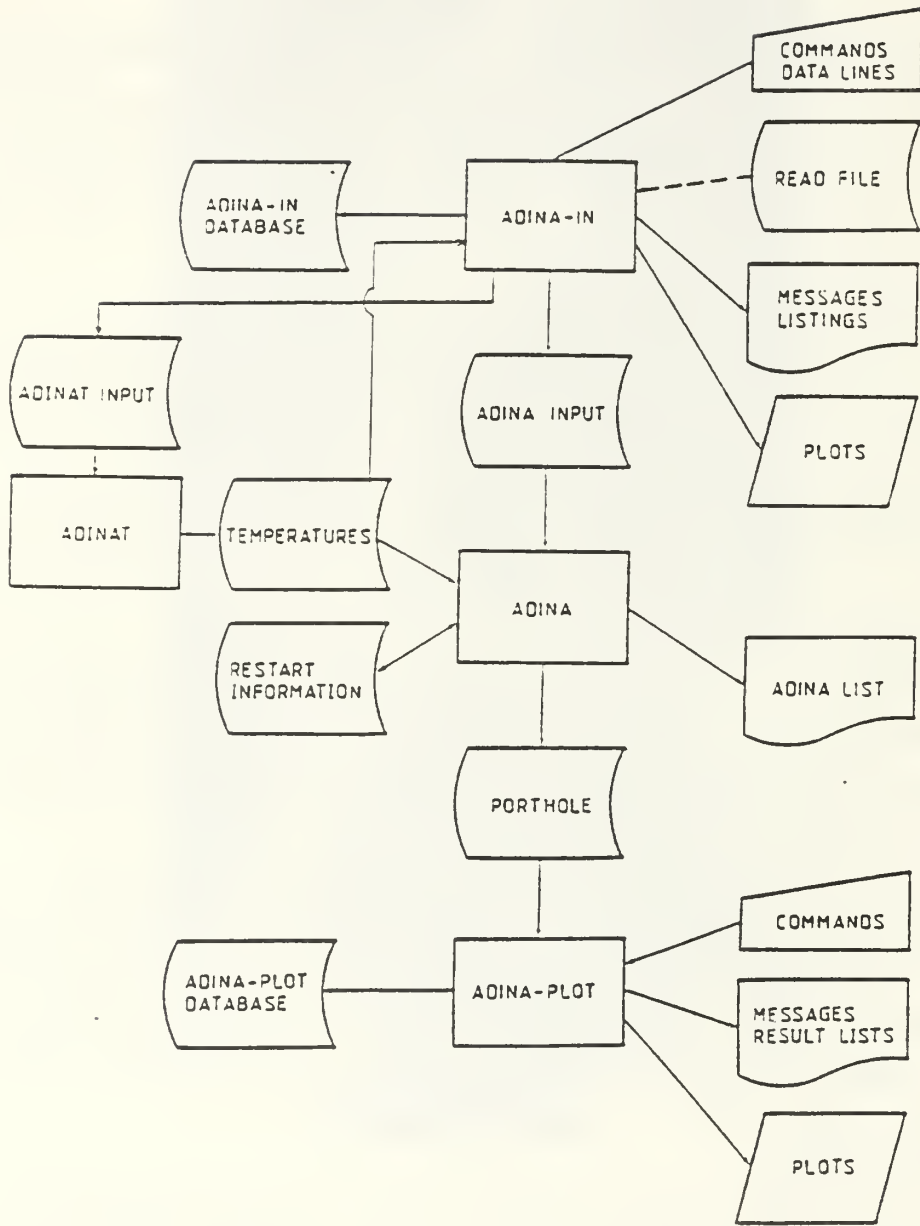 COMMANDS
DATA LINES
READ FILE
ADINA-IN
DATABASE
ADINA-IN
MESSAGES
LISTINGS
ADINAT INPUT
ADINA INPUT
PLOTS
ADINAT
TEMPERATURES
ADINA
RESTART
INFORMATION
ADINA LIST
PORTHOLE
COMMANDS
ADINA-PLOT
DATABASE
ADINA-PLOT
MESSAGES
RESULT LISTS
PLOTS